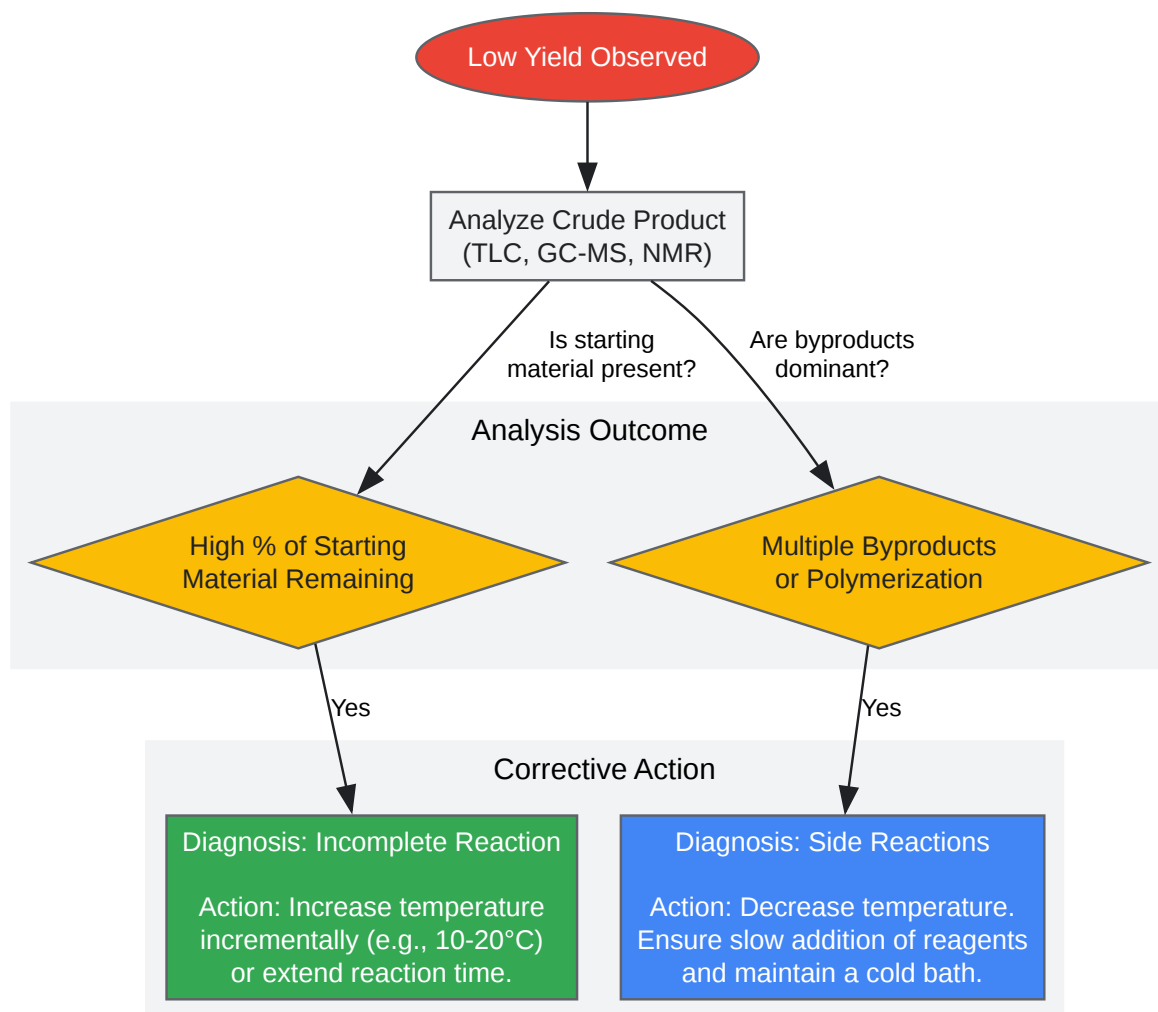 Low Yield Observed
Analyze Crude Product
(TLC, GC-MS, NMR)
Is starting
material present?
Are byproducts
dominant?
Analysis Outcome
High % of Starting
Material Remaining
Multiple Byproducts
or Polymerization
Yes
Yes
Corrective Action
Diagnosis: Incomplete Reaction
Action: Increase temperature
incrementally (e.g., 10-20°C)
or extend reaction time.
Diagnosis: Side Reactions
Action: Decrease temperature.
Ensure slow addition of reagents
and maintain a cold bath.